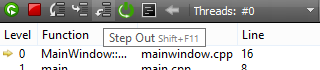 Threads: #0
Level Function Line
Step Out Shift+F11
0 MainWindow::... mainwindow.cpp 16
1 main main.cpp 8